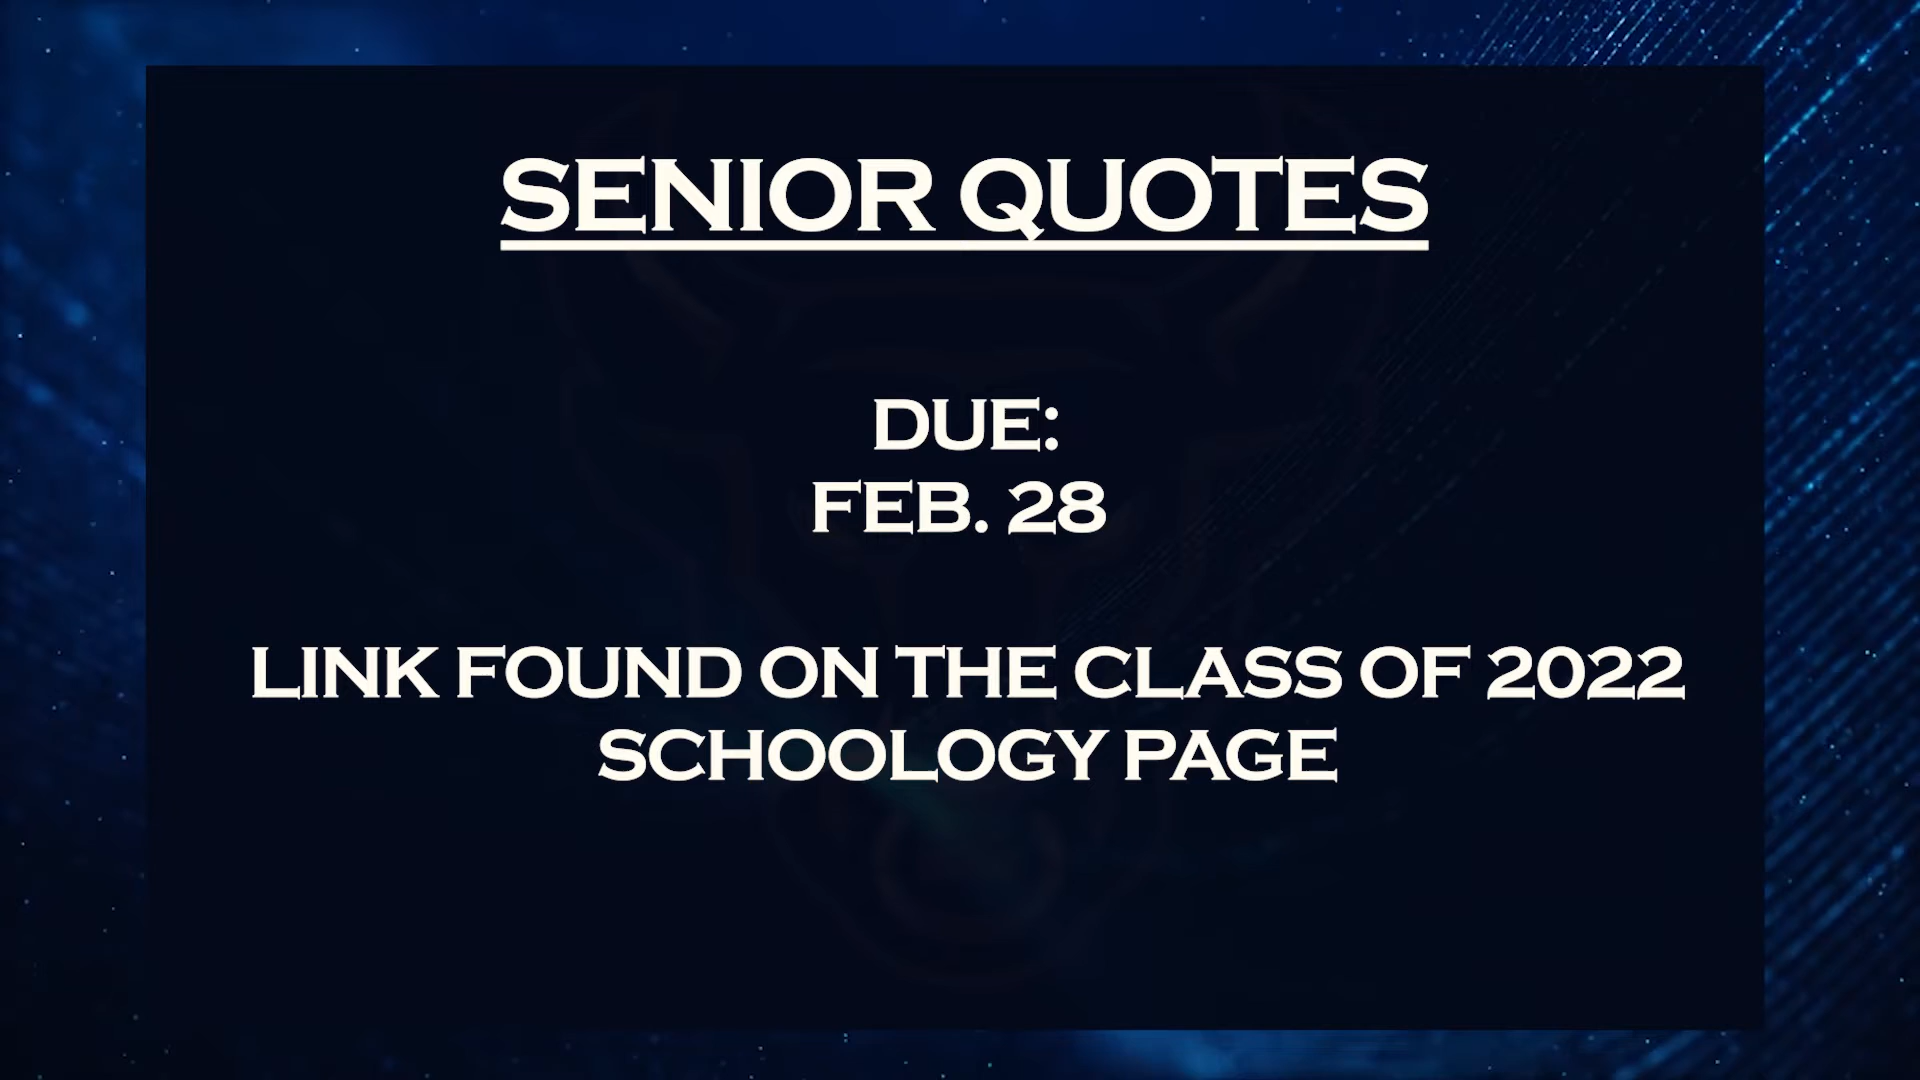 SENIOR QUOTES
DUE:
FEB. 28
LINK FOUND ON THE CLASS OF 2022
SCHOOLOGY PAGE